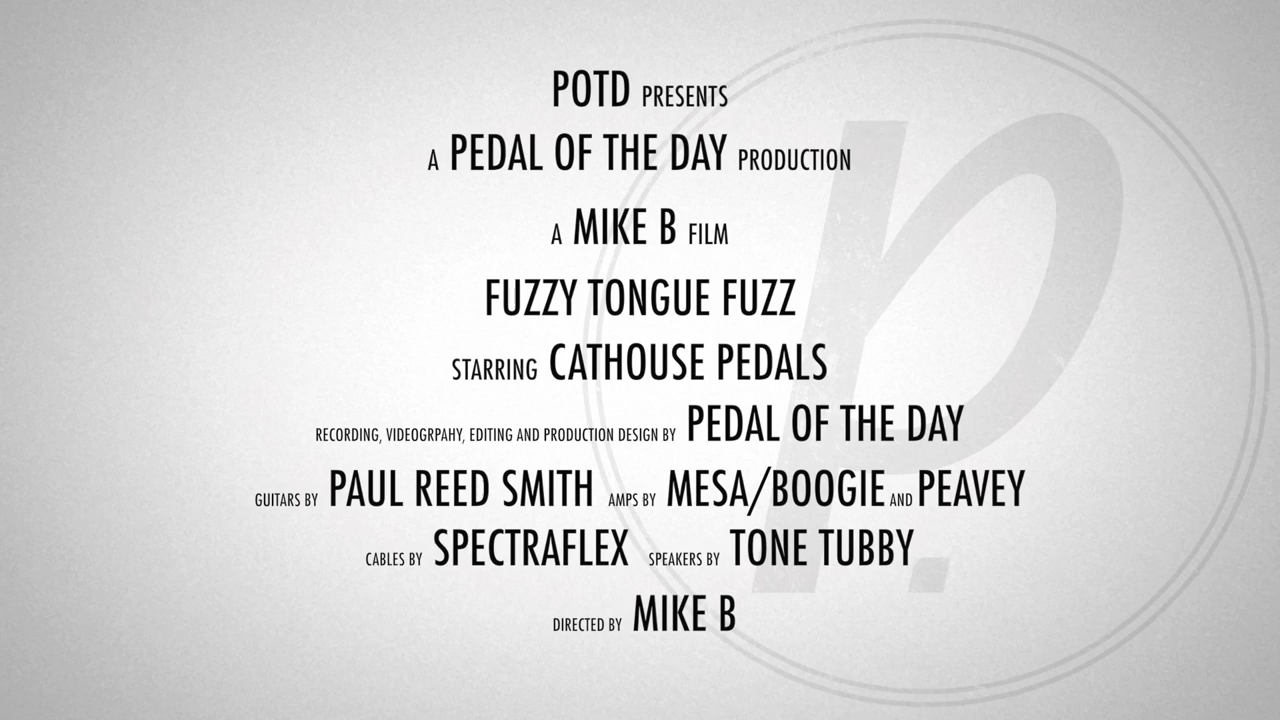 POTD PRESENTS
A PEDAL OF THE DAY PRODUCTION
A MIKE B FILM
FUZZY TONGUE FUZZ
STARRING CATHOUSE PEDALS
RECORDING, VIDEOGRPAHY, EDITING AND PRODUCTION DESIGN BY PEDAL OF THE DAY
GUITARS BY PAUL REED SMITH AMPS BY MESA/BOOGIE AND PEAVEY
CABLES BY SPECTRAFLEX SPEAKERS BY TONE TUBBY
DIRECTED BY MIKE B
p.